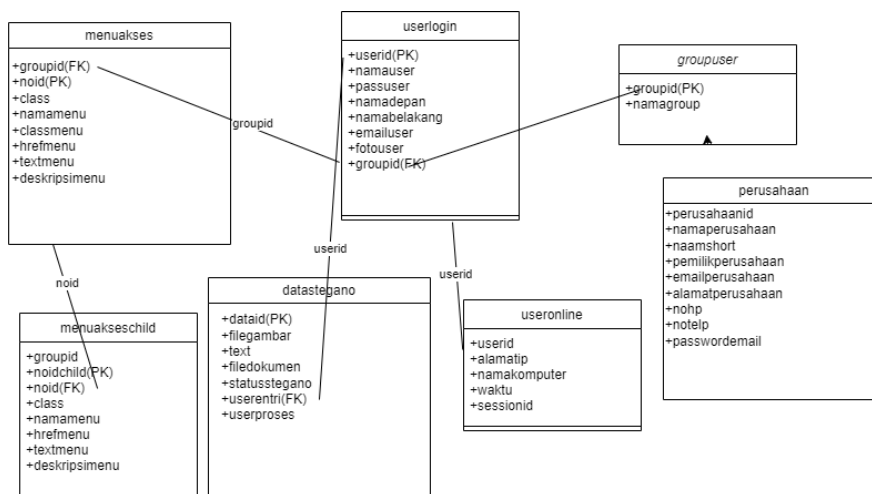 menuakses
+groupid(FK)
+noid(PK)
+class
+namamenu
+classmenu
+hrefmenu
+textmenu
+deskripsimenu
userlogin
+userid(PK)
+namauser
+passuser
+namadepan
+namabelakang
+emailuser
+fotouser
+groupid(FK)
groupuser
+groupid(PK)
+namagroup
groupid
perusahaan
+perusahaanid
+namaperusahaan
+naamshort
+pemilikperusahaan
+emailperusahaan
+alamatperusahaan
+nohp
+notelp
+passwordemail
noid
userid
userid
menuakseschild
+groupid
+noidchild(PK)
+noid(FK)
+class
+namamenu
+hrefmenu
+textmenu
+deskripsimenu
datastegano
+dataid(PK)
+filegambar
+text
+filedokumen
+statusstegano
+userentri(FK)
+userproses
useronline
+userid
+alamatip
+namakomputer
+waktu
+sessionid